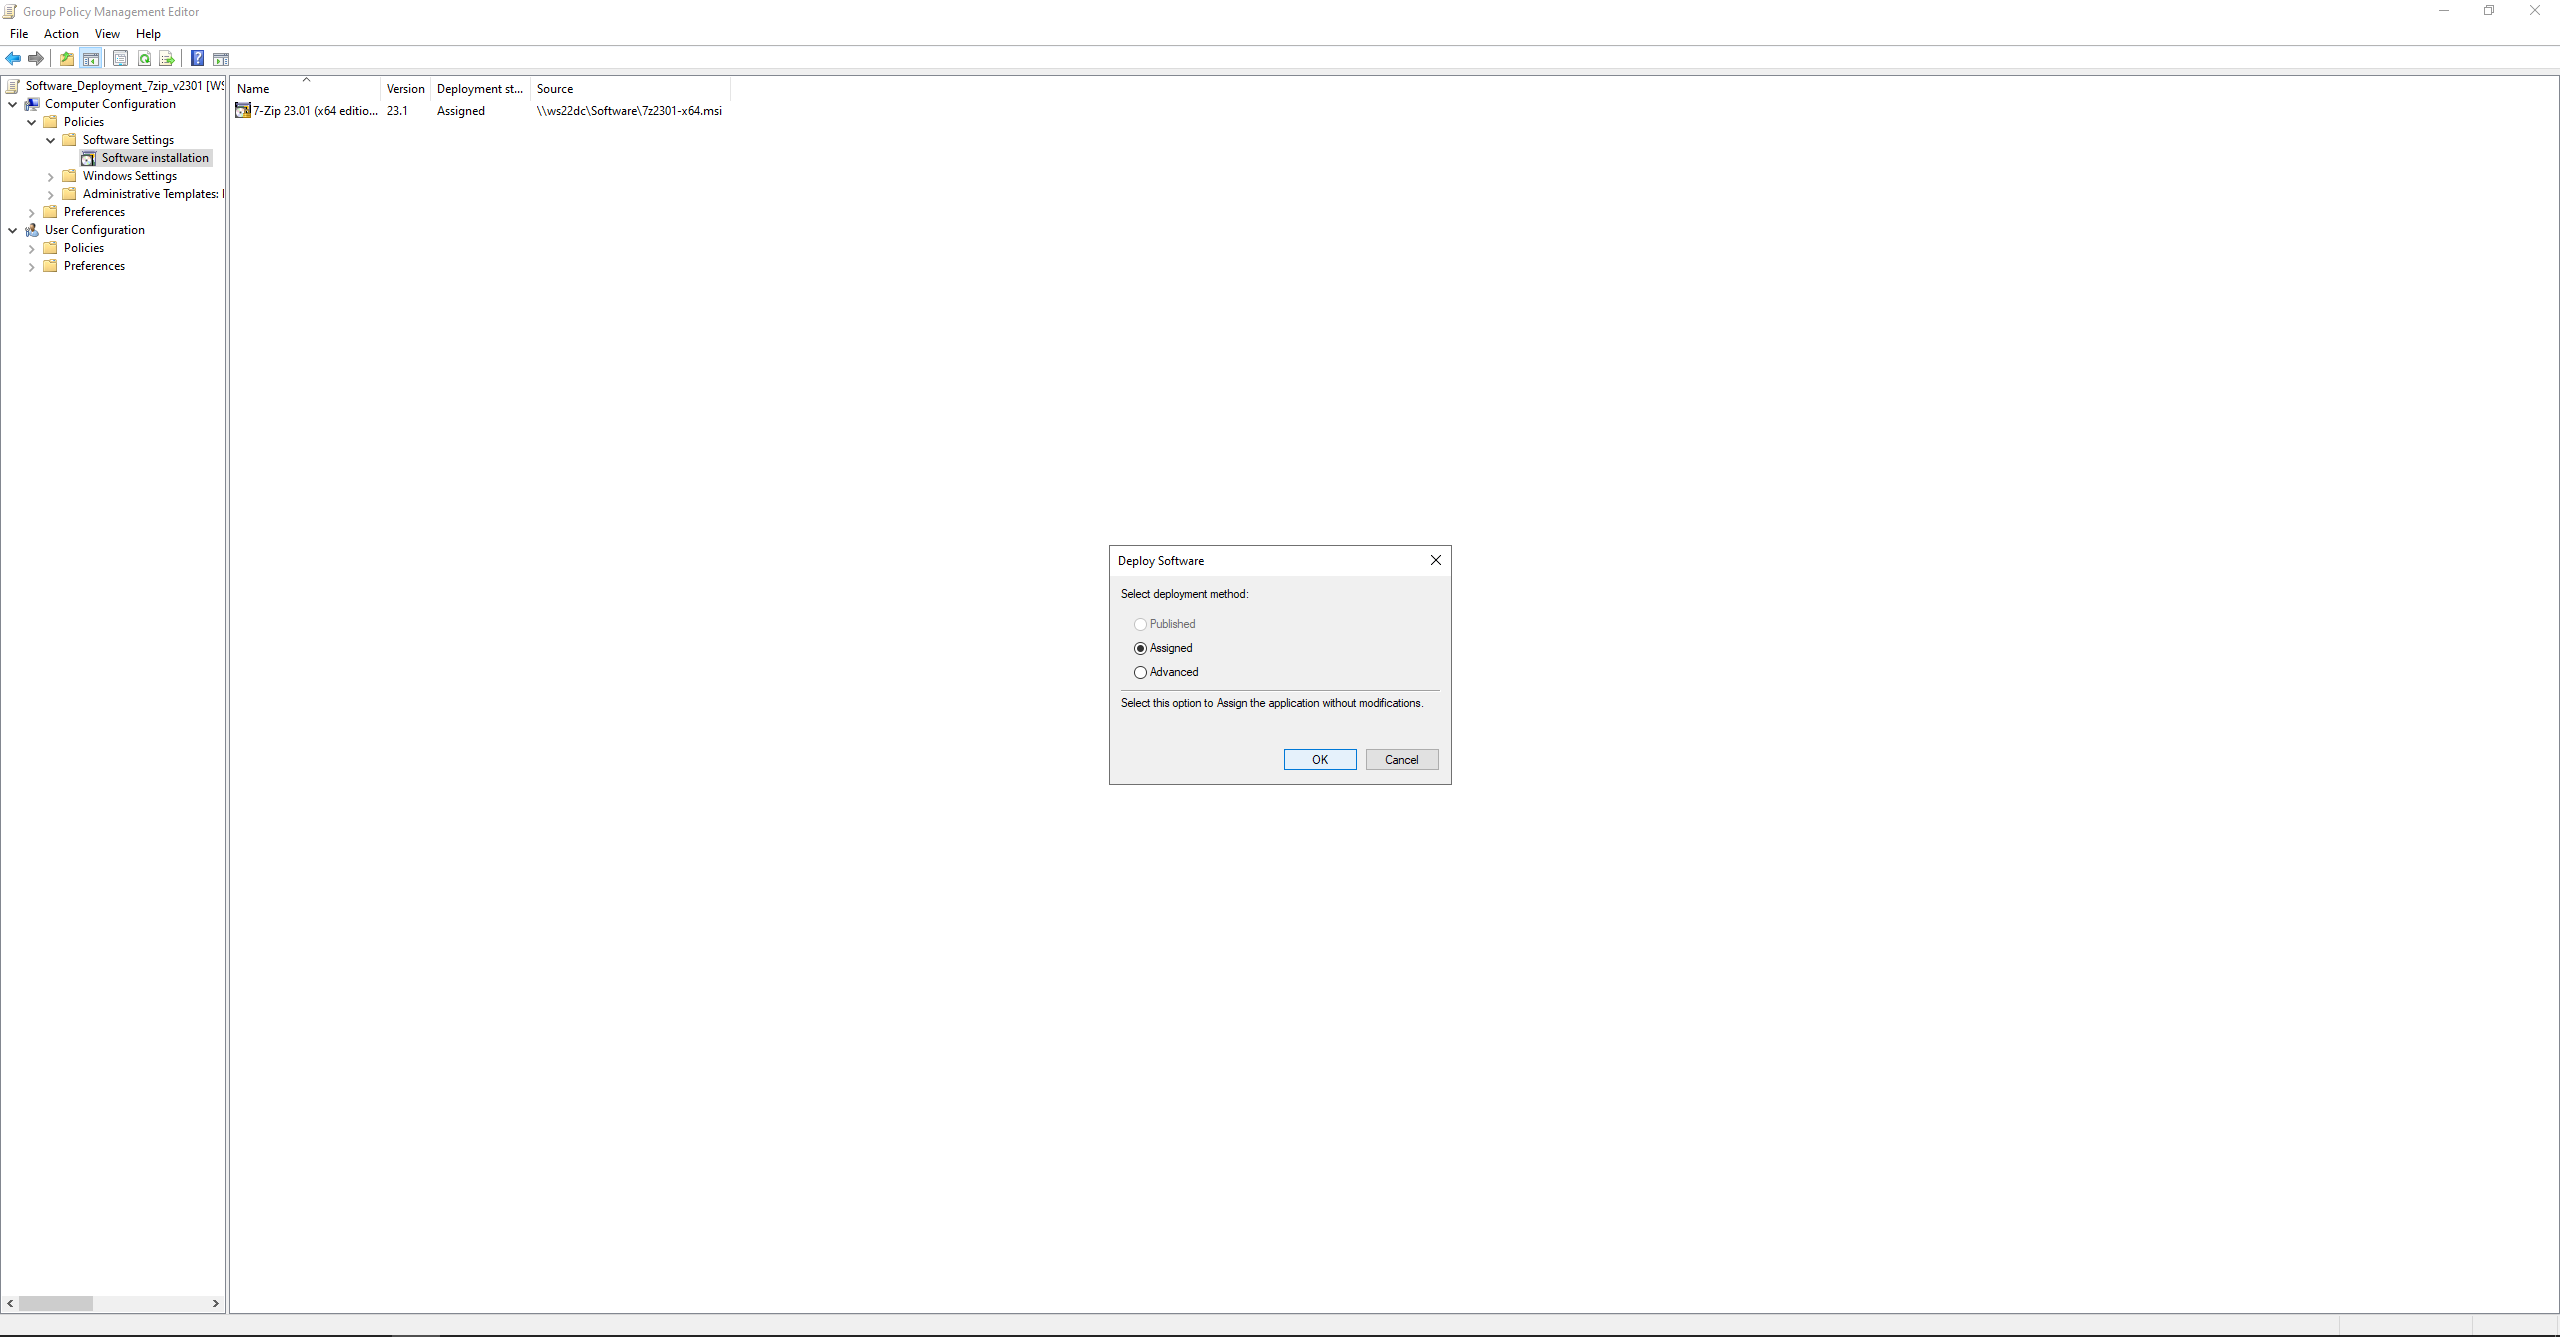 Group Policy Management Editor
File Action View Help
Software_Deployment_7zip_v2301 [WS
Computer Configuration
Policies
Software Settings
Software installation
Windows Settings
Administrative Templates:
Preferences
User Configuration
Policies
Preferences
Name Version Deployment st... Source
7-Zip 23.01 (x64 editio... 23.1 Assigned \\ws22dc\Software\7z2301-x64.msi
Deploy Software
Select deployment method:
Published
Assigned
Advanced
Select this option to Assign the application without modifications.
OK Cancel